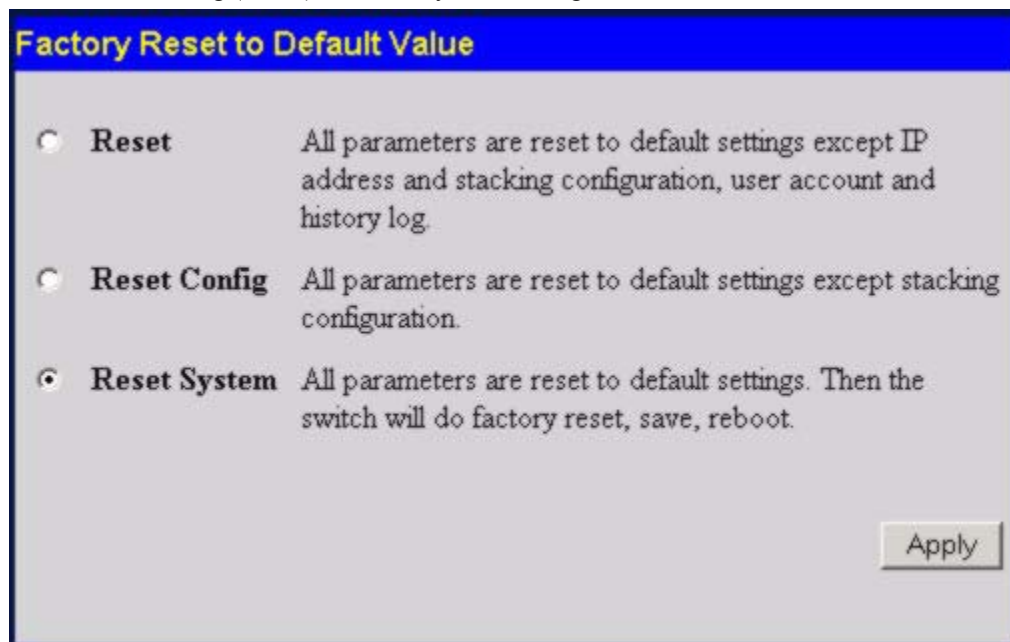 Factory Reset to Default Value
Reset All parameters are reset to default settings except IP
address and stacking configuration, user account and
history log.
Reset Config All parameters are reset to default settings except stacking
configuration.
Reset System All parameters are reset to default settings. Then the
switch will do factory reset, save, reboot.
Apply